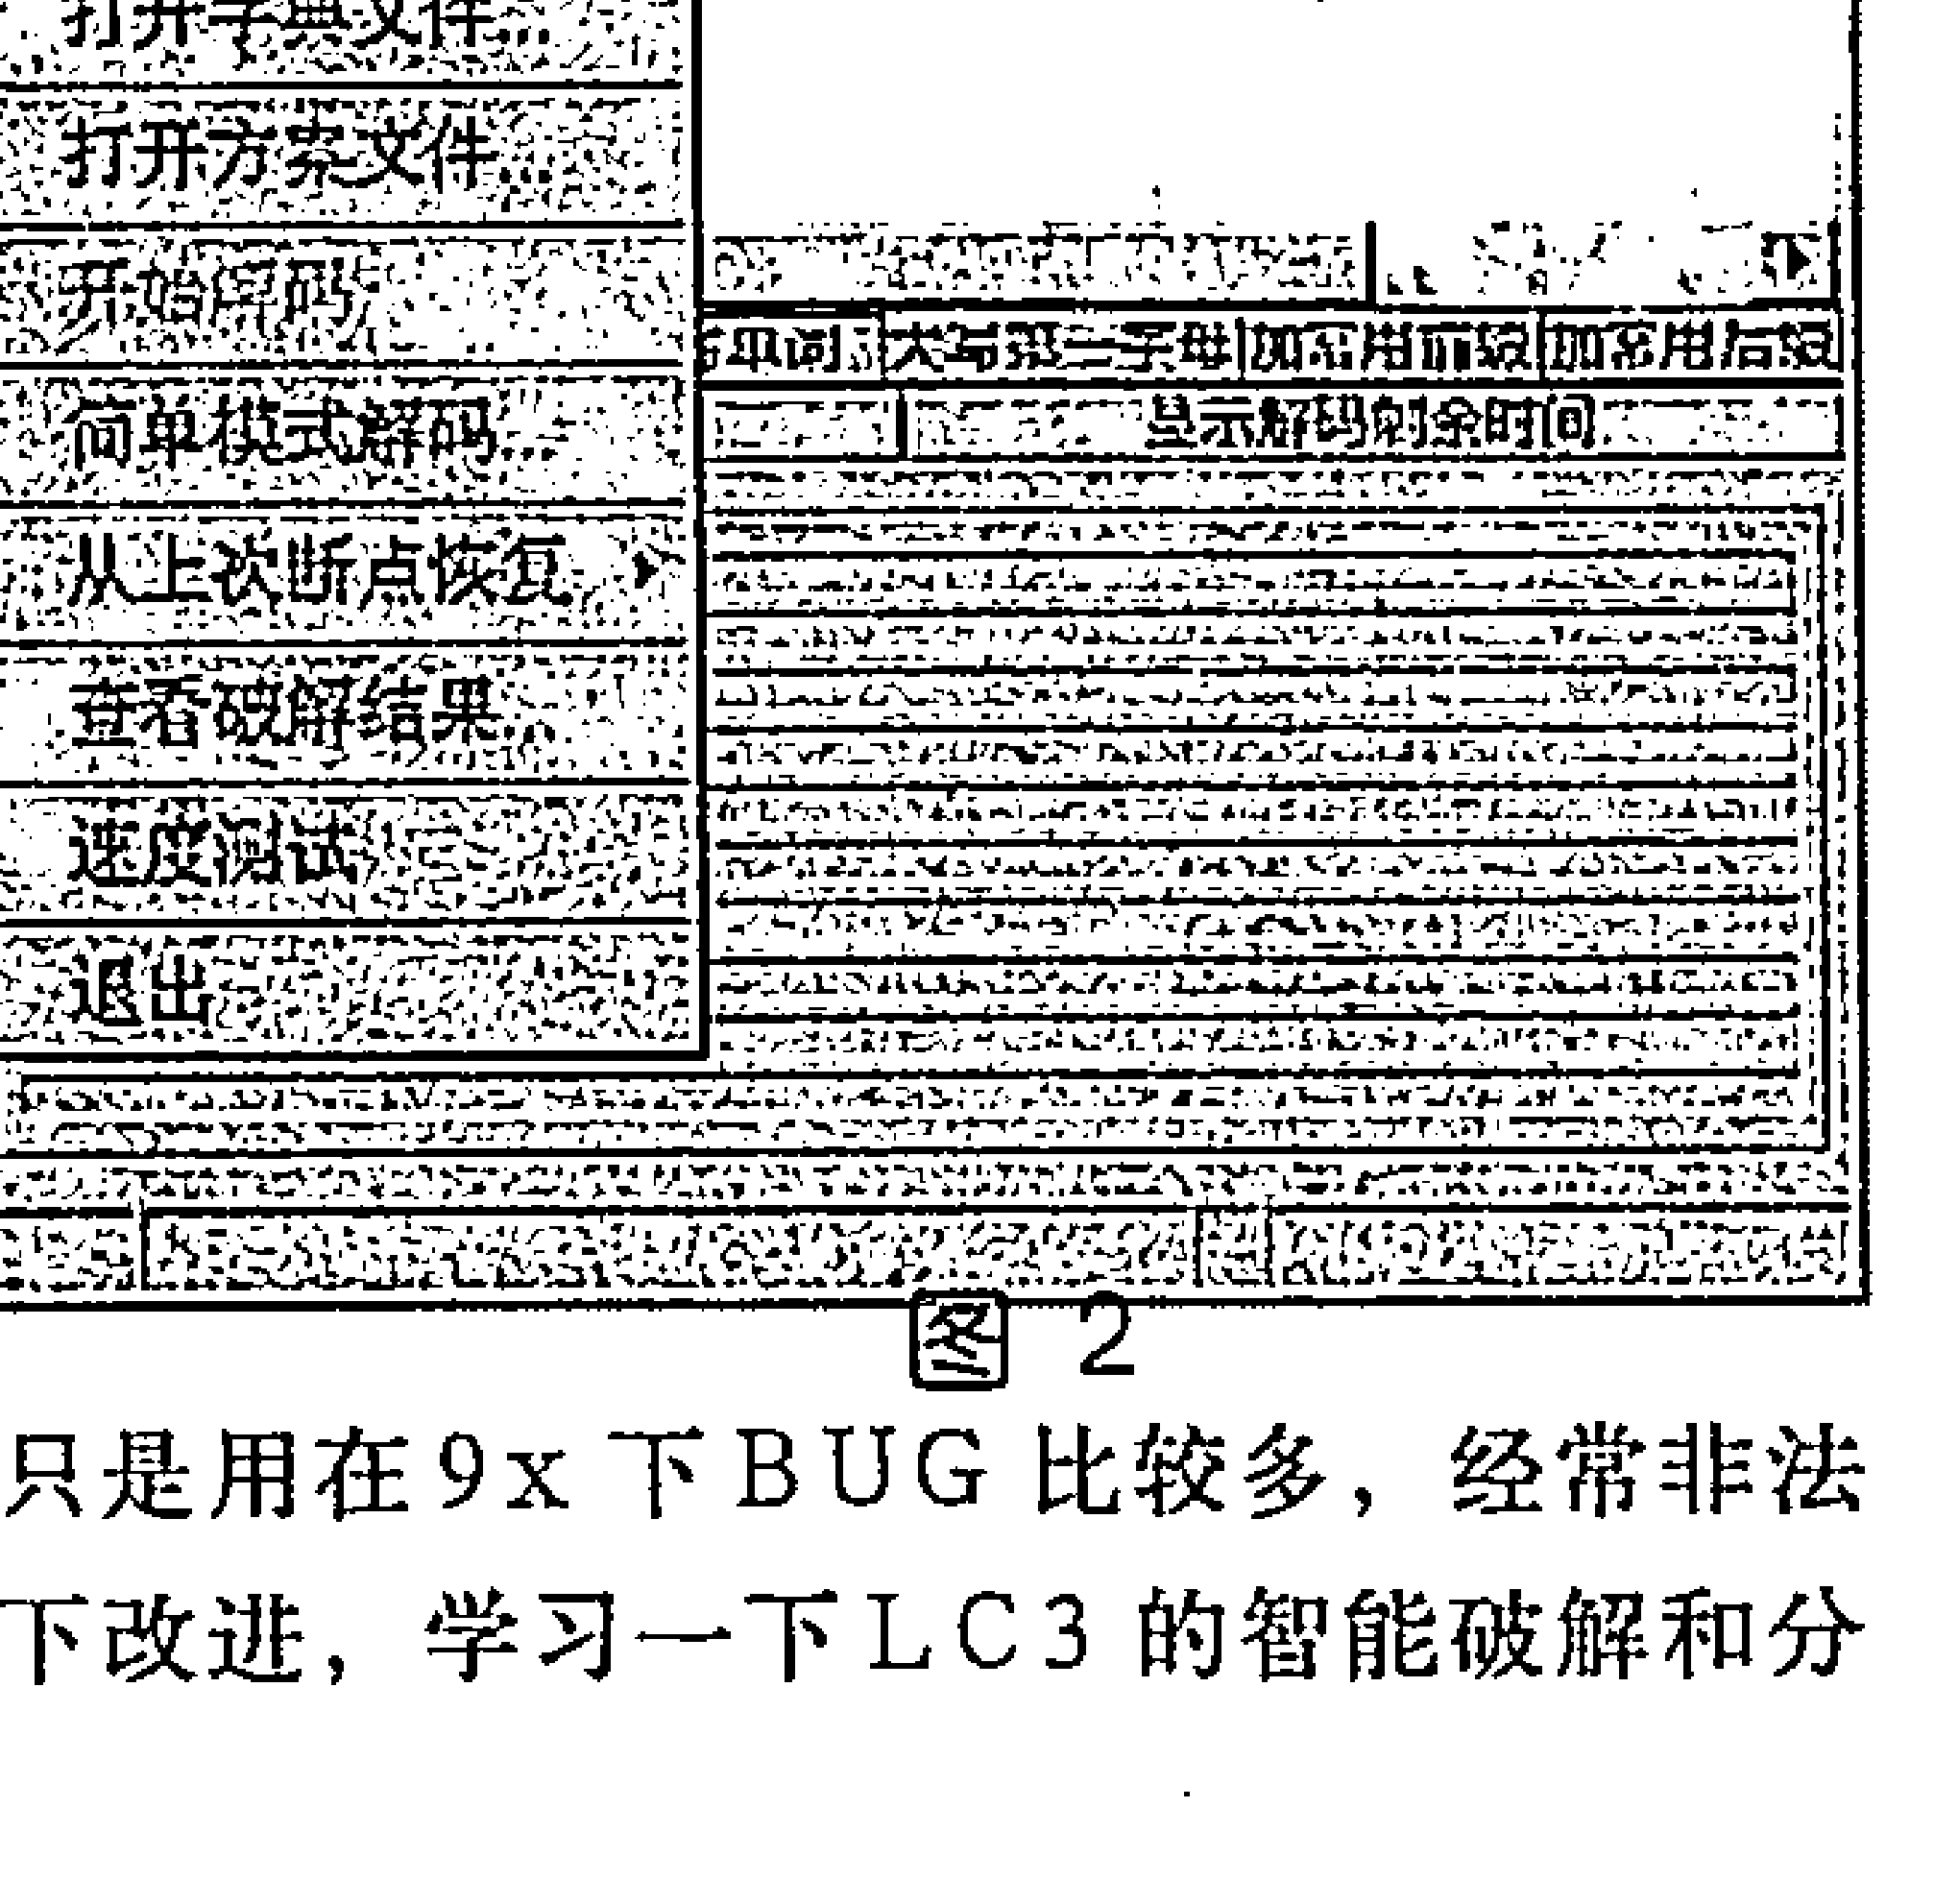 打开字典文件
打开方案文件
开始解码
单词 大写第一字母 加常用前缀 加常用后缀
简单模式解码
显示解码剩余时间
从上次断点恢复
查看破解结果
速度测试
退出
图 2
只是用在9x下BUG比较多，经常非法
下改进，学习一下LC3的智能破解和分